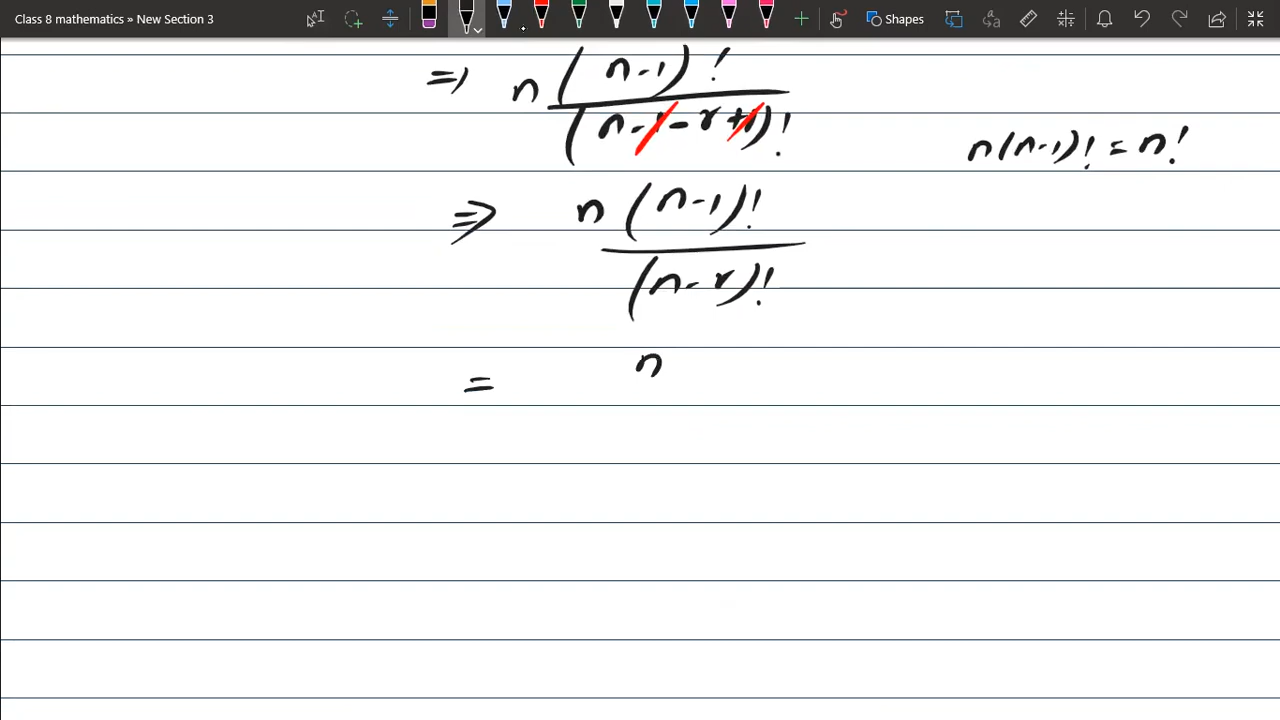 Class 8 mathematics » New Section 3
Shapes
=> n (n-1)!
(n-1-r+1)!
n(n-1)! = n!
=> n (n-1)!
(n-r)!
= n